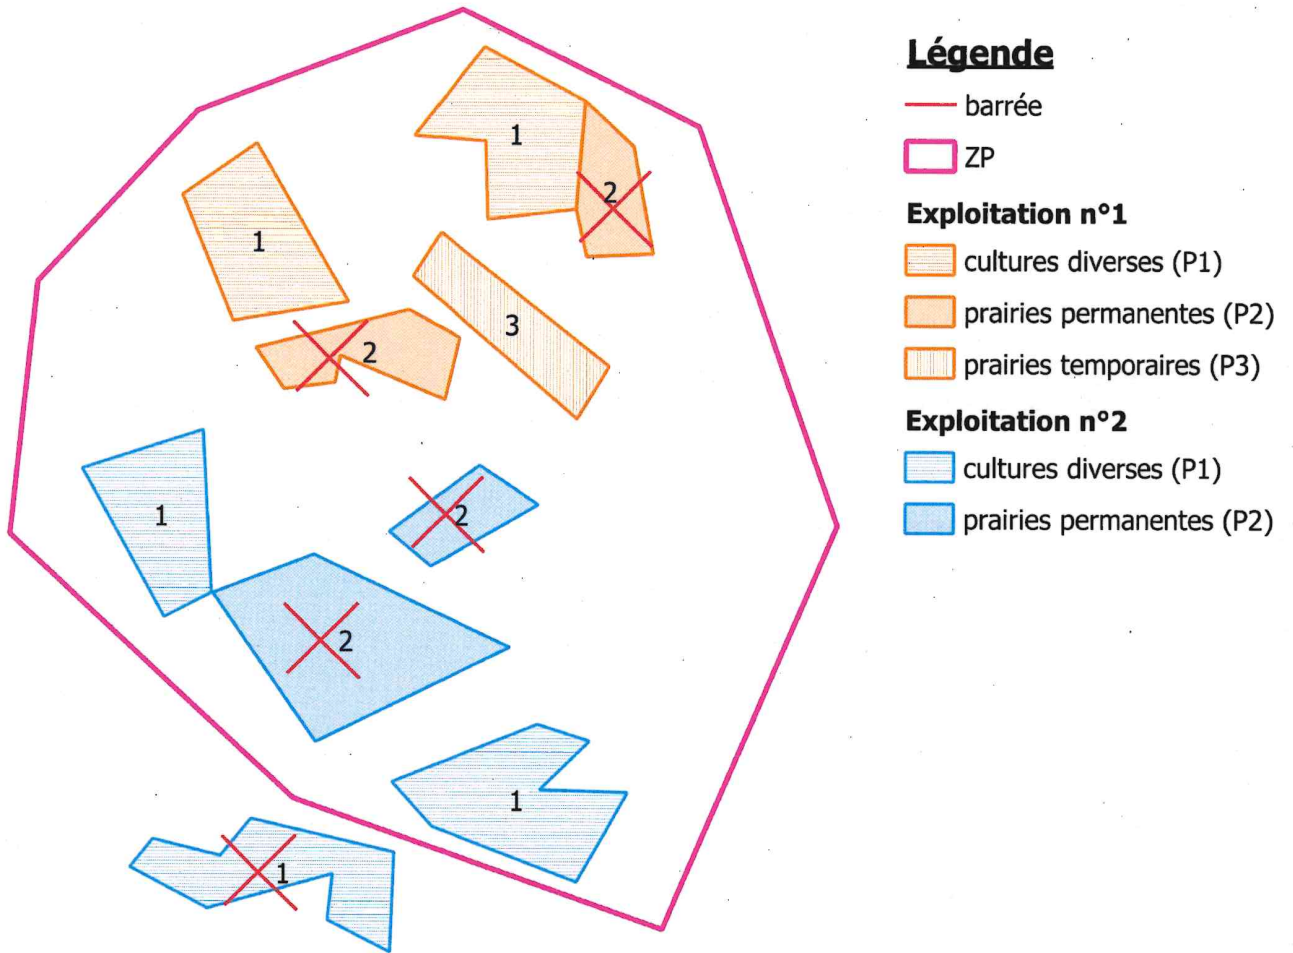 Légende
barrée
ZP
Exploitation n°1
cultures diverses (P1)
prairies permanentes (P2)
prairies temporaires (P3)
Exploitation n°2
cultures diverses (P1)
prairies permanentes (P2)
1
2
1
3
2
1
2
2
1
1